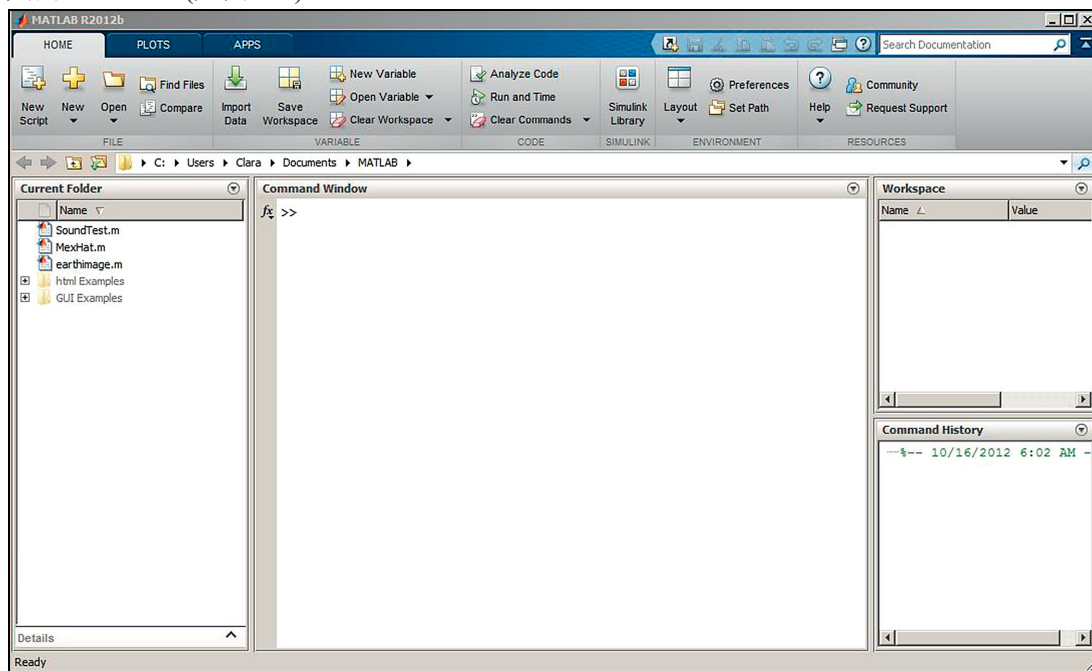 MATLAB R2012b
HOME PLOTS APPS
Search Documentation
New Script
New
Open
Find Files
Compare
Import Data
Save Workspace
New Variable
Open Variable
Clear Workspace
Analyze Code
Run and Time
Clear Commands
Simulink Library
Layout
Preferences
Set Path
Help
Community
Request Support
FILE VARIABLE CODE SIMULINK ENVIRONMENT RESOURCES
C: Users Clara Documents MATLAB
Current Folder
Name
SoundTest.m
MexHat.m
earthimage.m
html Examples
GUI Examples
Details
Command Window
fx >>
Workspace
Name Value
Command History
%-- 10/16/2012 6:02 AM -
Ready